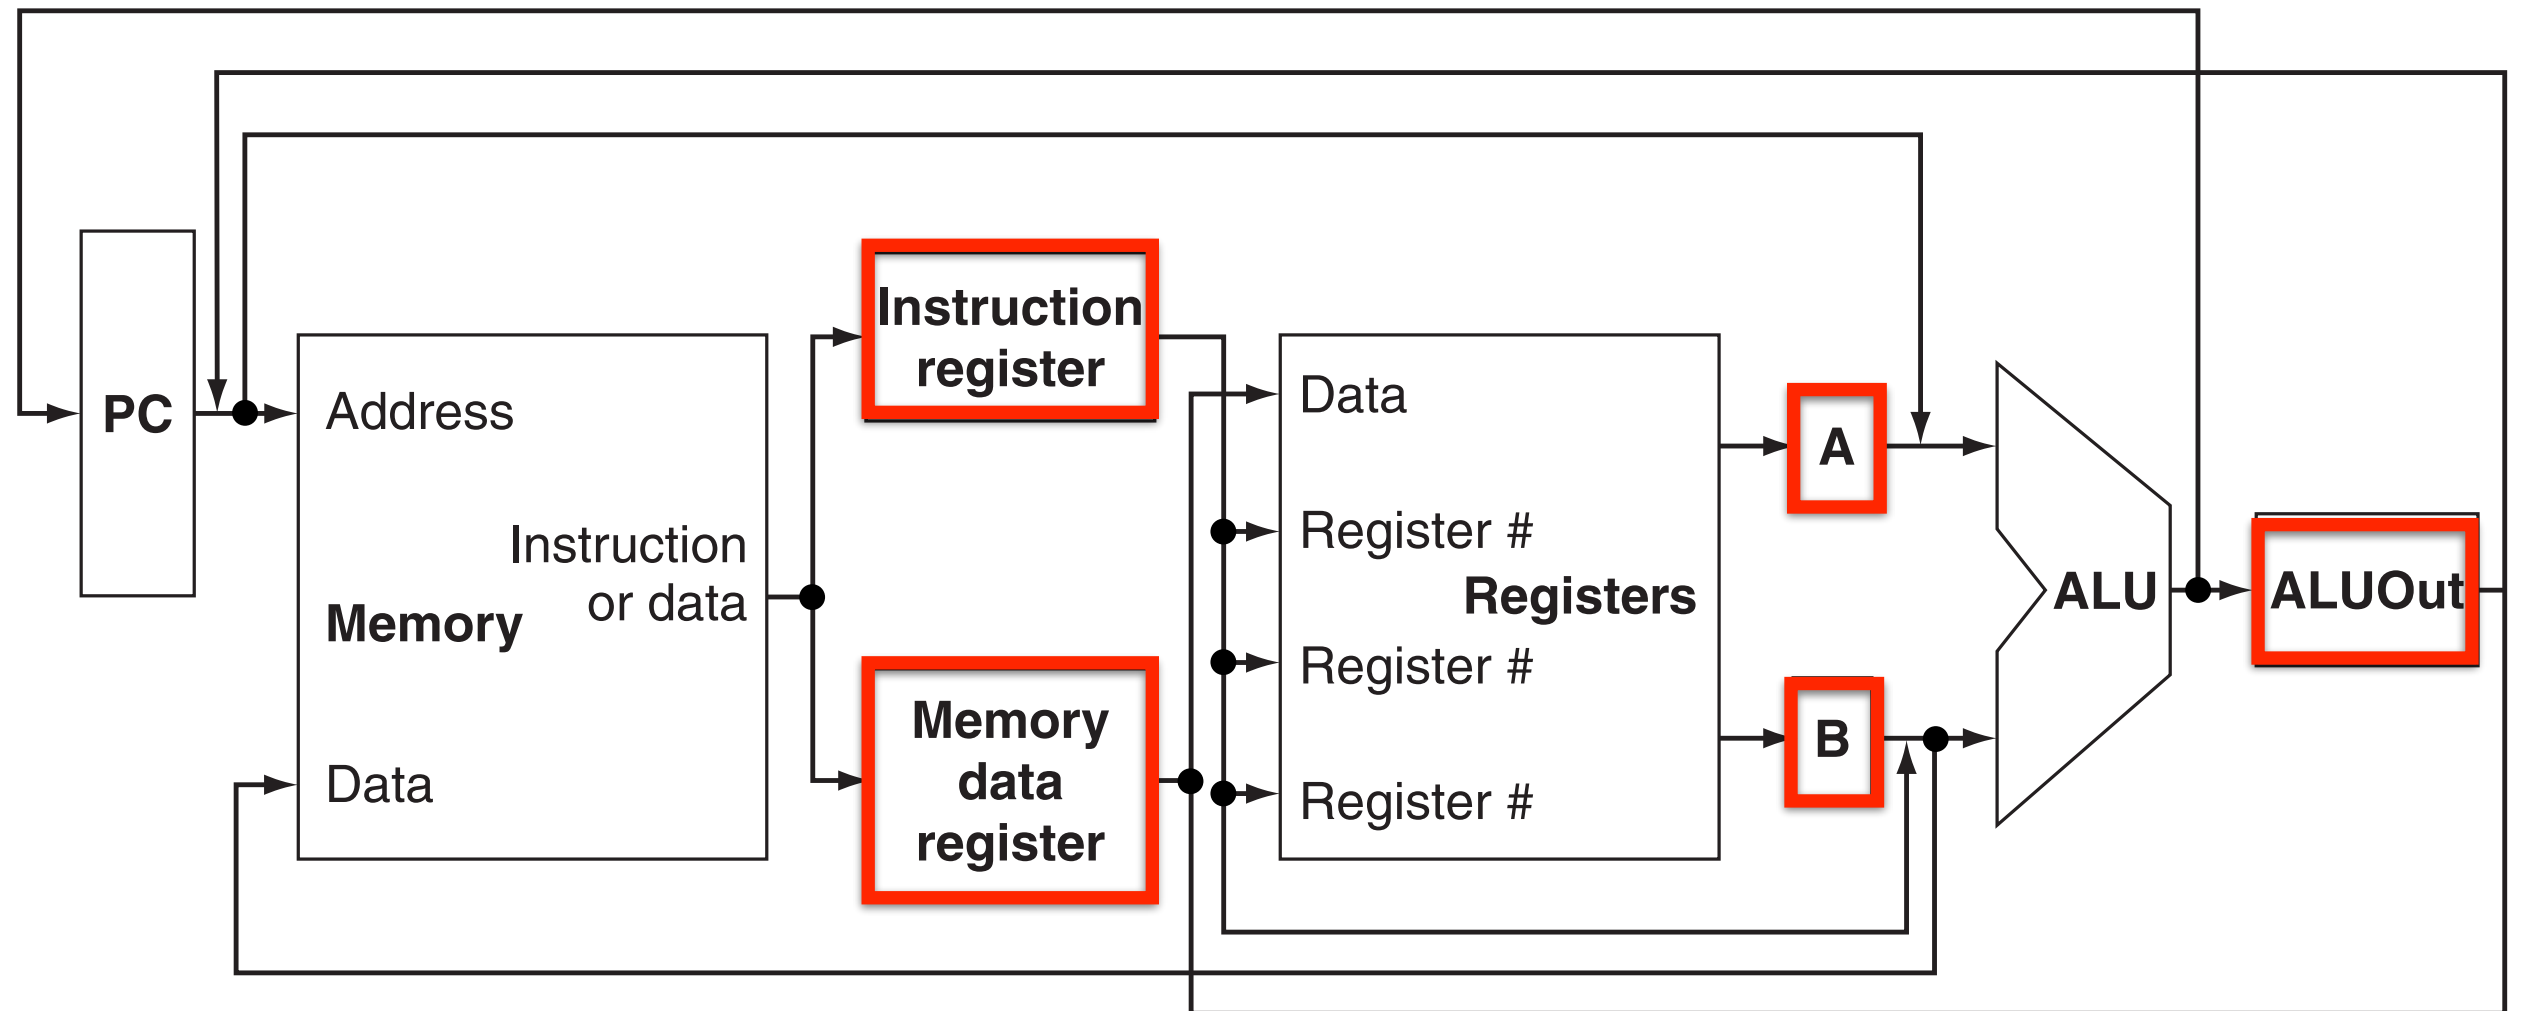 PC
Address
Instruction
or data
Memory
Data
Instruction
register
Memory
data
register
Data
Register #
Registers
Register #
Register #
A
B
ALU
ALUOut